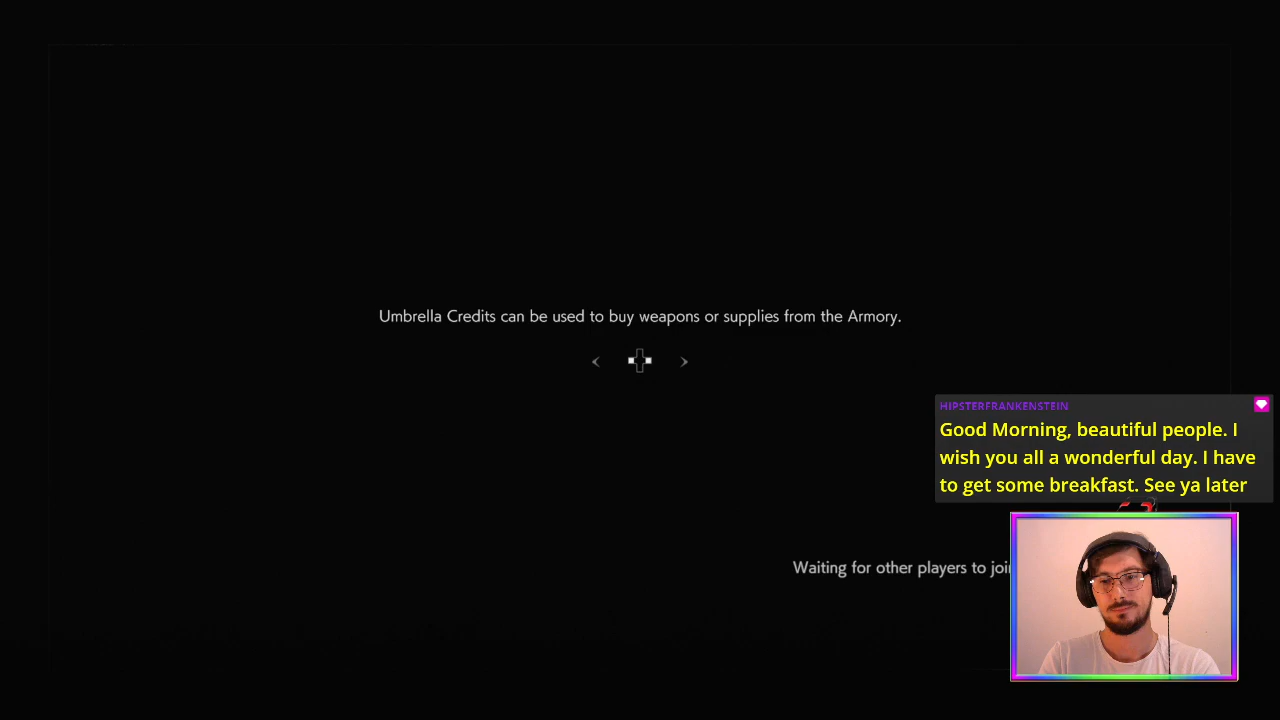 Umbrella Credits can be used to buy weapons or supplies from the Armory.
HIPSTERFRANKENSTEIN
Good Morning, beautiful people. I
wish you all a wonderful day. I have
to get some breakfast. See ya later
Waiting for other players to join